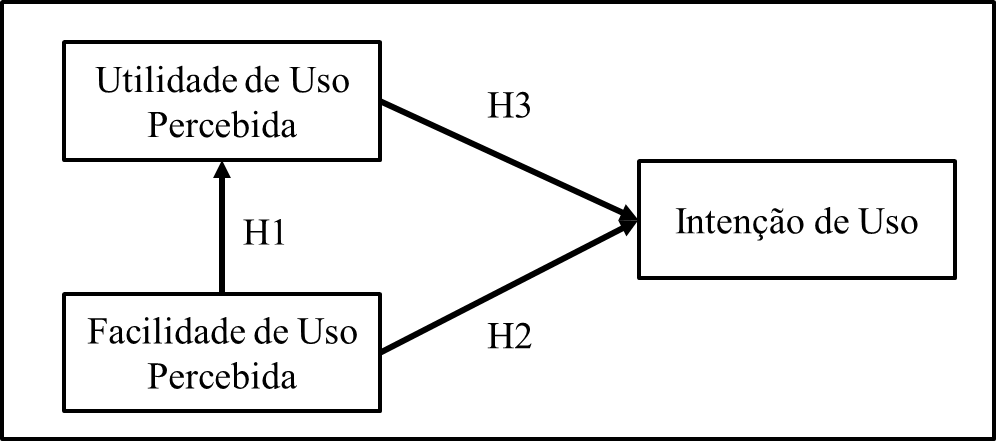 Utilidade de Uso
Percebida
H3
Intenção de Uso
H1
Facilidade de Uso
Percebida
H2